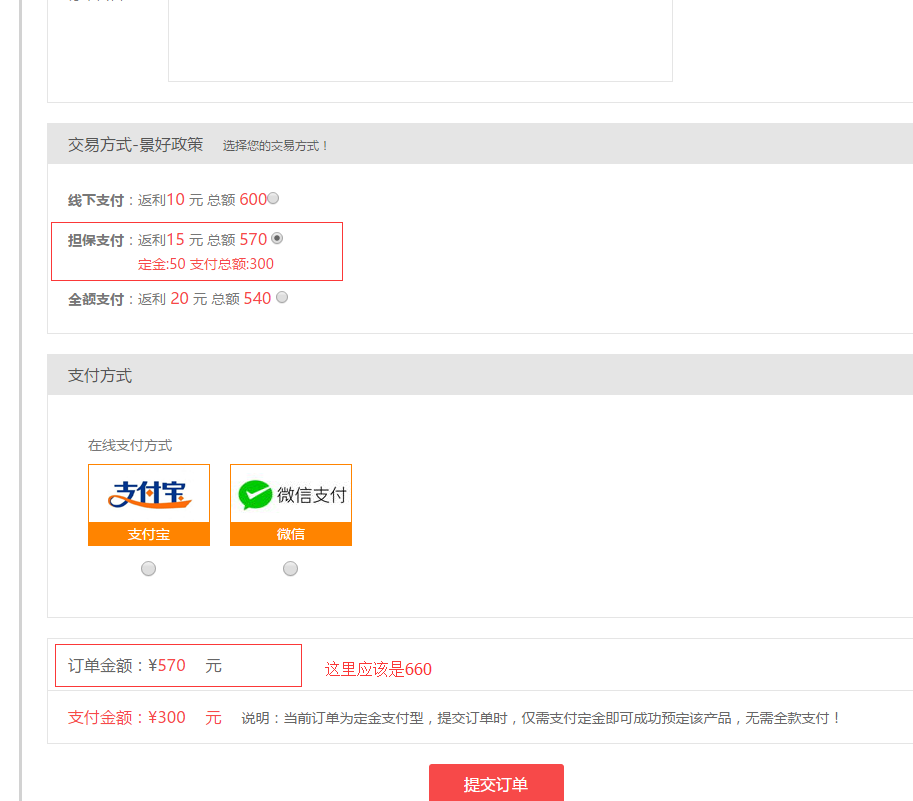 交易方式-景好政策 选择您的交易方式！
线下支付：返利10 元 总额 600
担保支付：返利15 元 总额 570
定金:50 支付总额:300
全额支付：返利 20 元 总额 540
支付方式
在线支付方式
支付宝 微信支付
支付宝 微信
订单金额：¥570 元 这里应该是660
支付金额：¥300 元 说明：当前订单为定金支付型，提交订单时，仅需支付定金即可成功预定该产品，无需全款支付！
提交订单